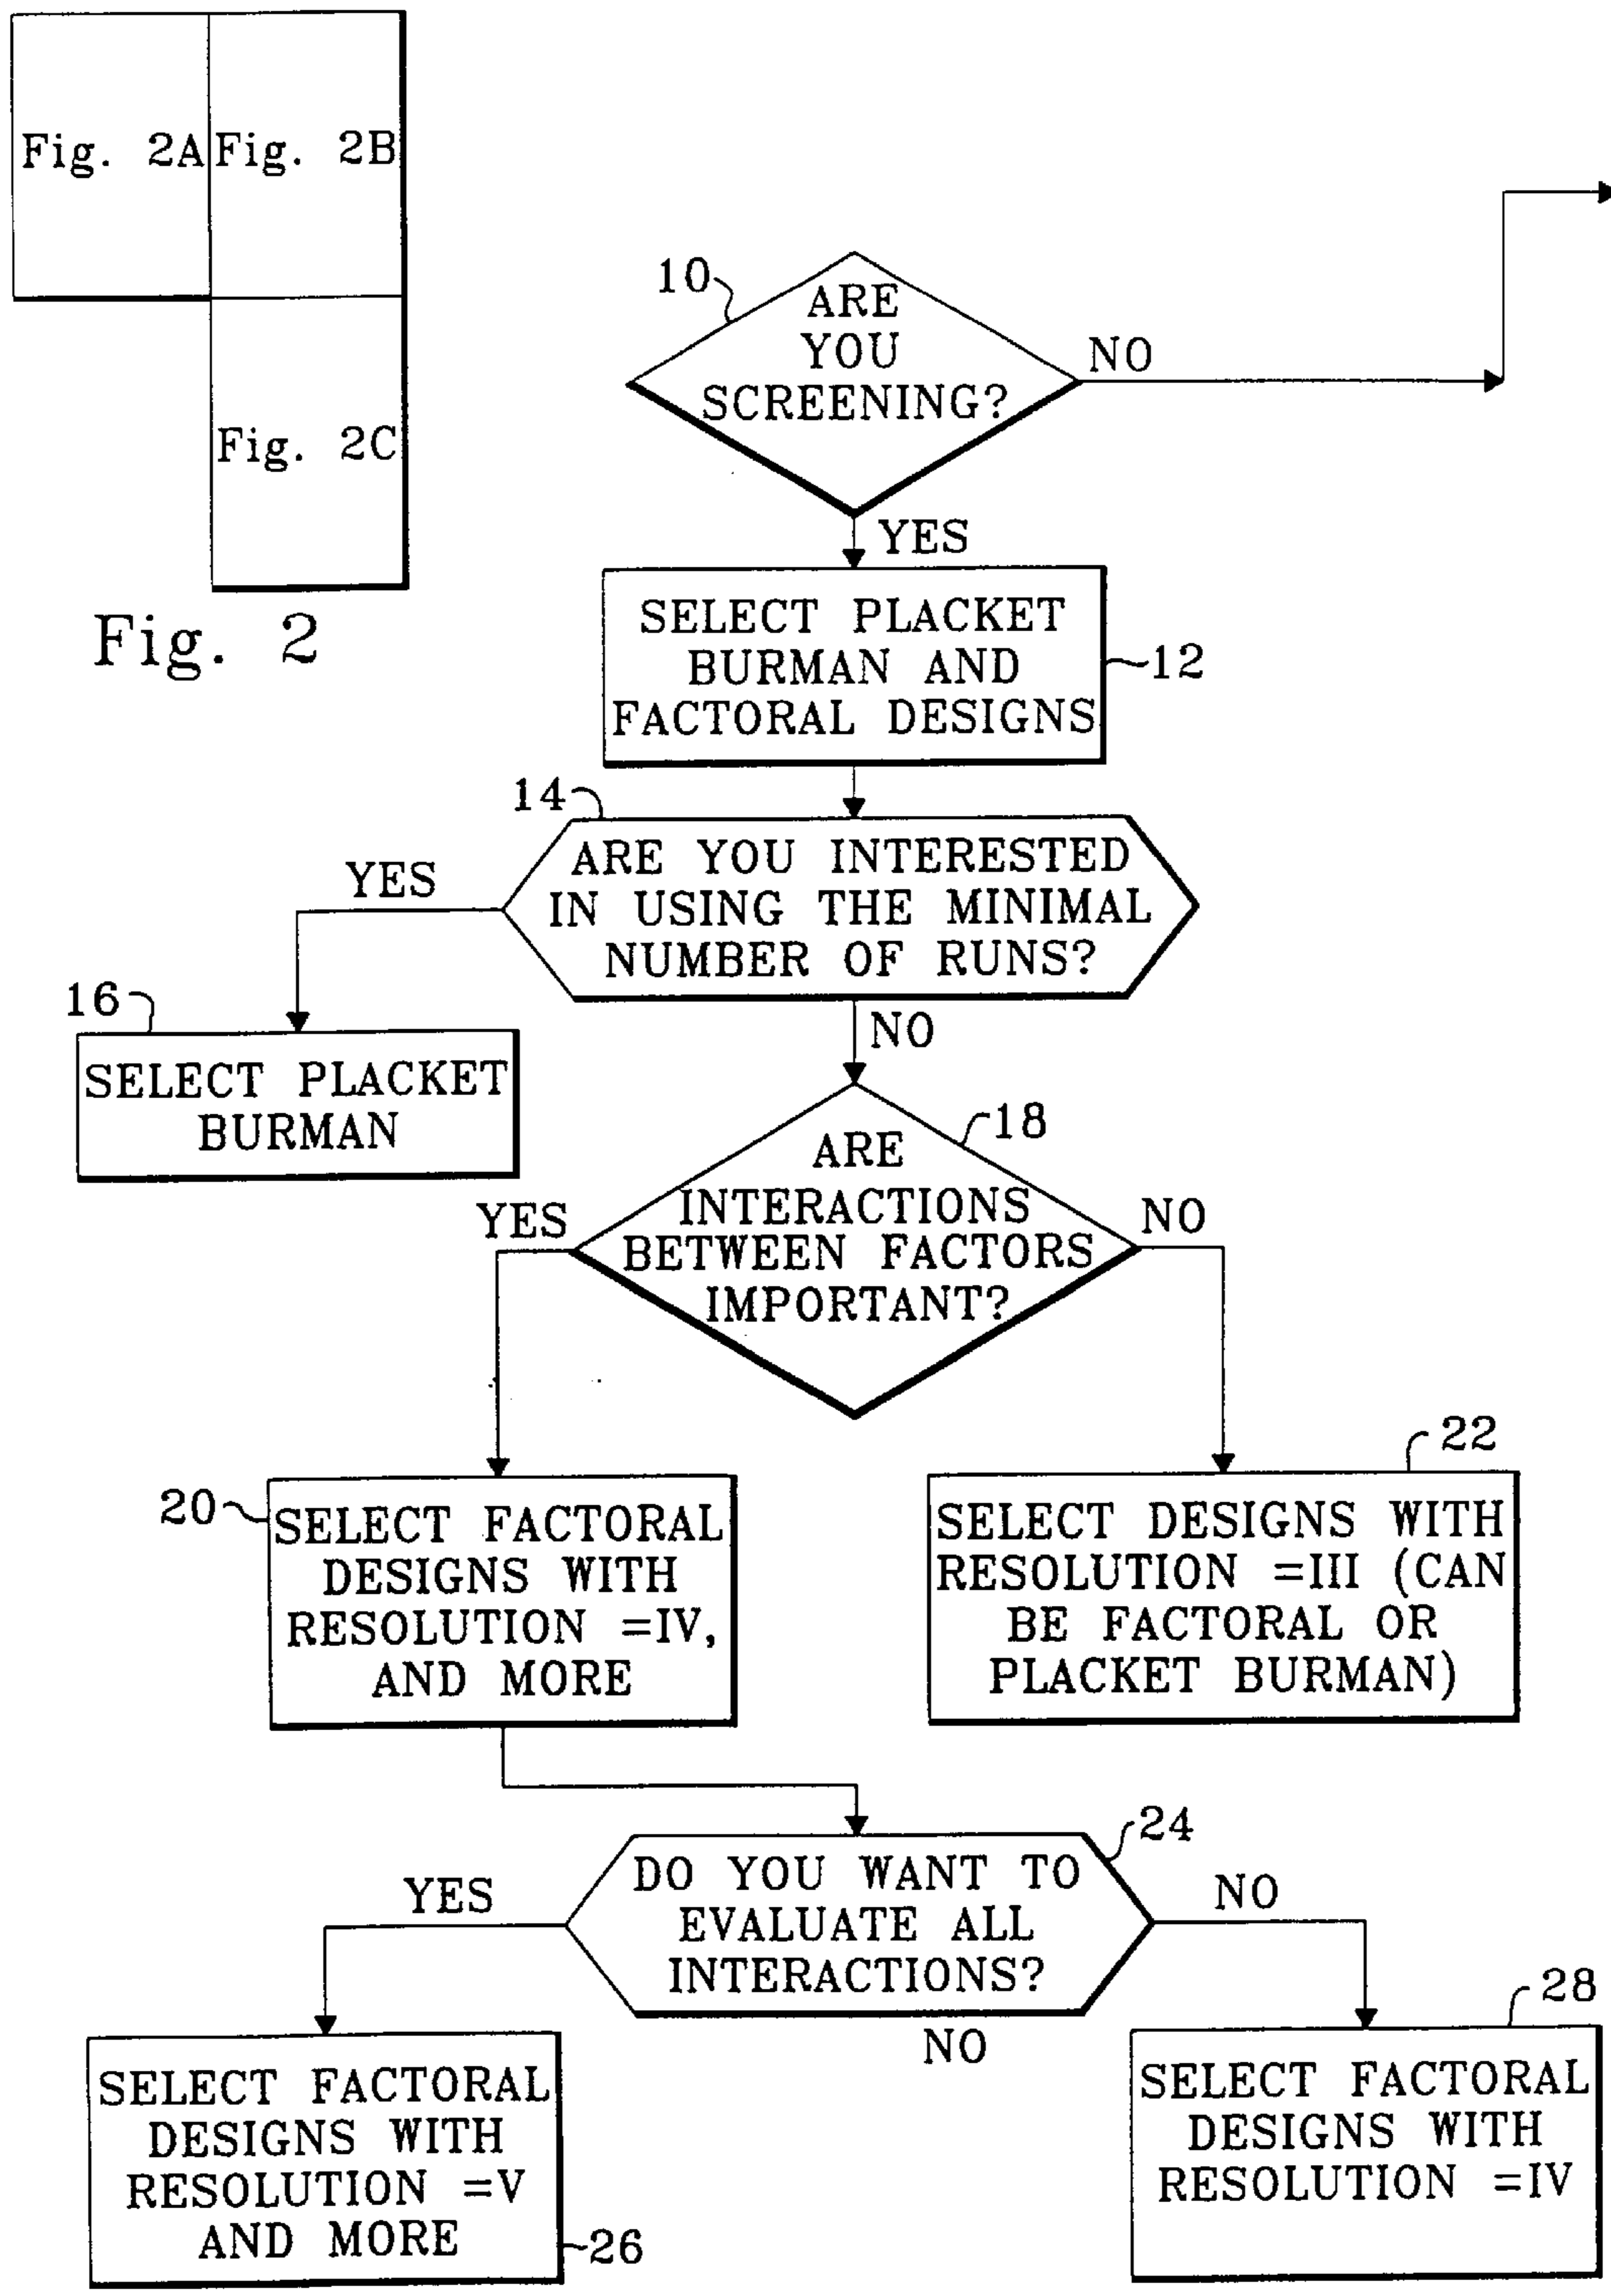 Fig. 2A
Fig. 2B
Fig. 2C
Fig. 2
10
ARE
YOU
SCREENING?
NO
YES
SELECT PLACKET
BURMAN AND
FACTORAL DESIGNS
12
14
ARE YOU INTERESTED
IN USING THE MINIMAL
NUMBER OF RUNS?
YES
NO
16
SELECT PLACKET
BURMAN
18
ARE
INTERACTIONS
BETWEEN FACTORS
IMPORTANT?
YES
NO
20
SELECT FACTORAL
DESIGNS WITH
RESOLUTION =IV,
AND MORE
22
SELECT DESIGNS WITH
RESOLUTION =III (CAN
BE FACTORAL OR
PLACKET BURMAN)
24
DO YOU WANT TO
EVALUATE ALL
INTERACTIONS?
YES
NO
NO
SELECT FACTORAL
DESIGNS WITH
RESOLUTION =V
AND MORE
26
28
SELECT FACTORAL
DESIGNS WITH
RESOLUTION =IV